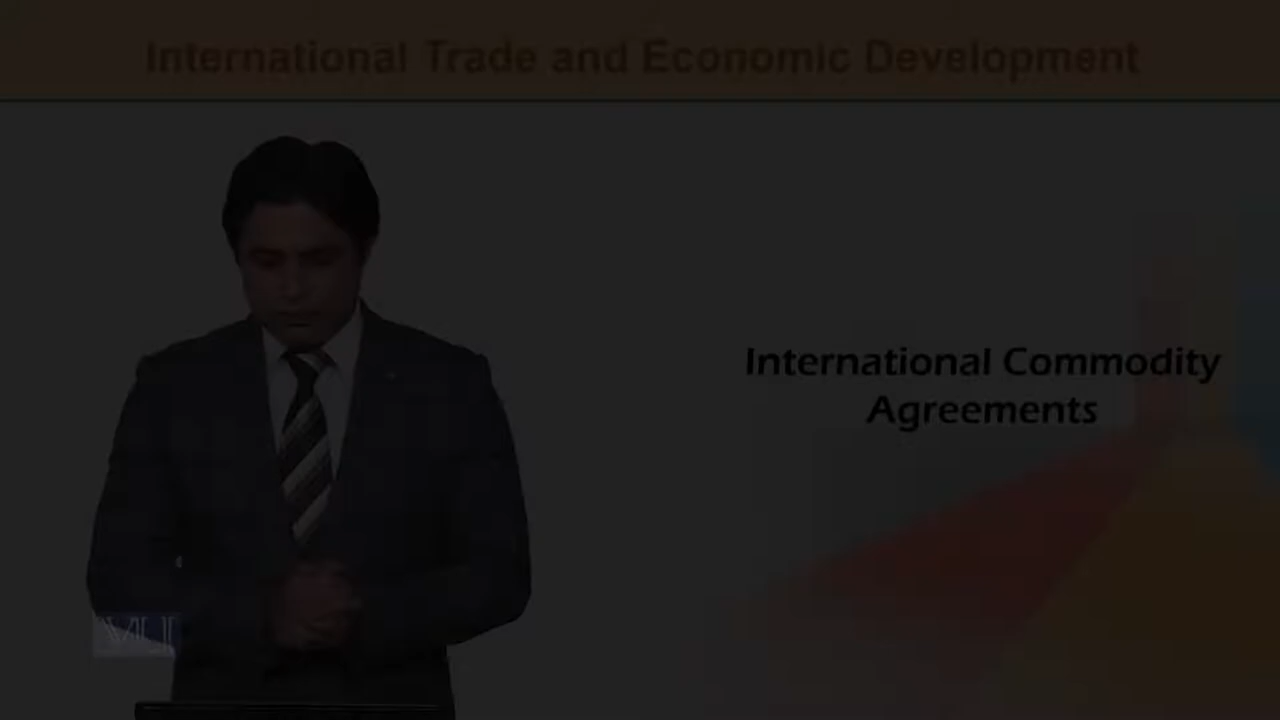 International Trade and Economic Development
International Commodity
Agreements